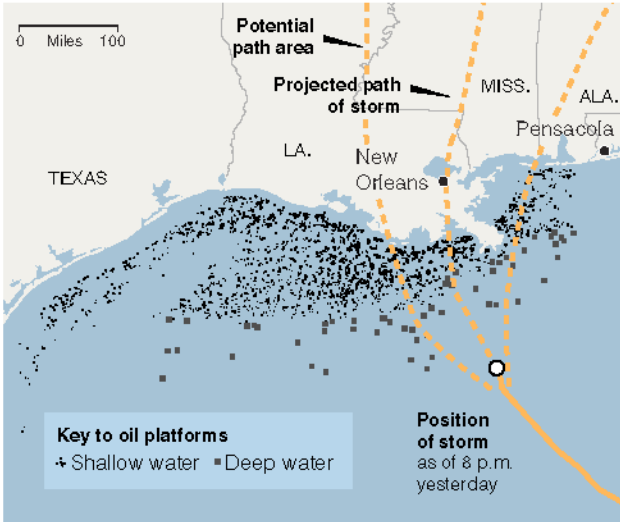 0 Miles 100
Potential
path area
Projected path
of storm
MISS.
ALA.
Pensacola
LA.
New
Orleans
TEXAS
Key to oil platforms
Shallow water
Deep water
Position
of storm
as of 8 p.m.
yesterday